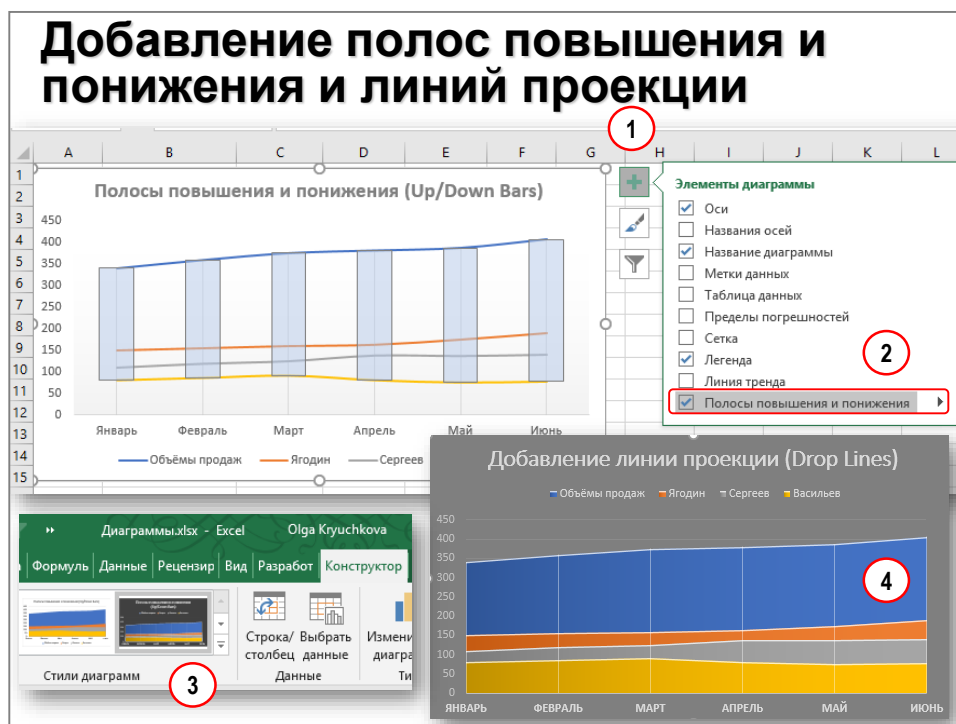 Добавление полос повышения и
понижения и линий проекции
1
A B C D E F G H I J K L
1
2
3
4
5
6
7
8
9
10
11
12
13
14
15
Полосы повышения и понижения (Up/Down Bars)
450
400
350
300
250
200
150
100
50
0
Январь Февраль Март Апрель Май Июнь
Объёмы продаж Ягодин Сергеев
Элементы диаграммы
Оси
Названия осей
Название диаграммы
Метки данных
Таблица данных
Пределы погрешностей
Сетка
Легенда
Линия тренда
Полосы повышения и понижения
2
Диаграммы.xlsx - Excel Olga Kryuchkova
Формуль Данные Рецензир Вид Разработ Конструктор
Строка/ Выбрать Измени
столбец данные диагра
Стили диаграмм Данные Ти
3
Добавление линии проекции (Drop Lines)
Объёмы продаж Ягодин Сергеев Васильев
450
400
350
300
250
200
150
100
50
0
ЯНВАРЬ ФЕВРАЛЬ МАРТ АПРЕЛЬ МАЙ ИЮНЬ
4